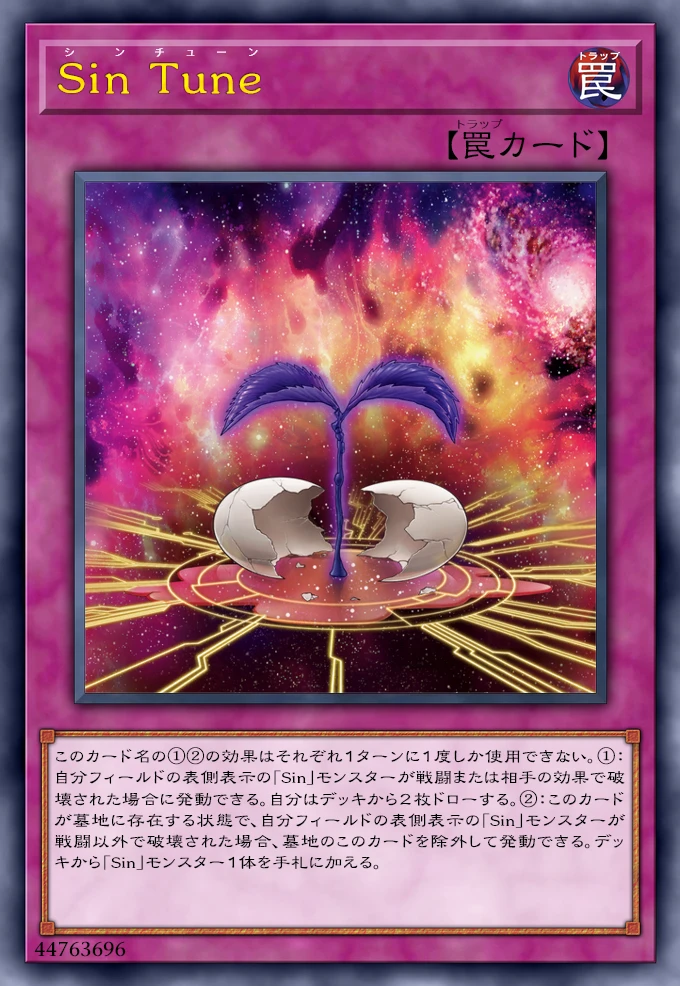 シンチューン
Sin Tune
トラップ
罠
トラップ
【罠カード】
このカード名の①②の効果はそれぞれ１ターンに１度しか使用できない。①：
自分フィールドの表側表示の「Sin」モンスターが戦闘または相手の効果で破
壊された場合に発動できる。自分はデッキから２枚ドローする。②：このカード
が墓地に存在する状態で、自分フィールドの表側表示の「Sin」モンスターが
戦闘以外で破壊された場合、墓地のこのカードを除外して発動できる。デッ
キから「Sin」モンスター１体を手札に加える。
44763696